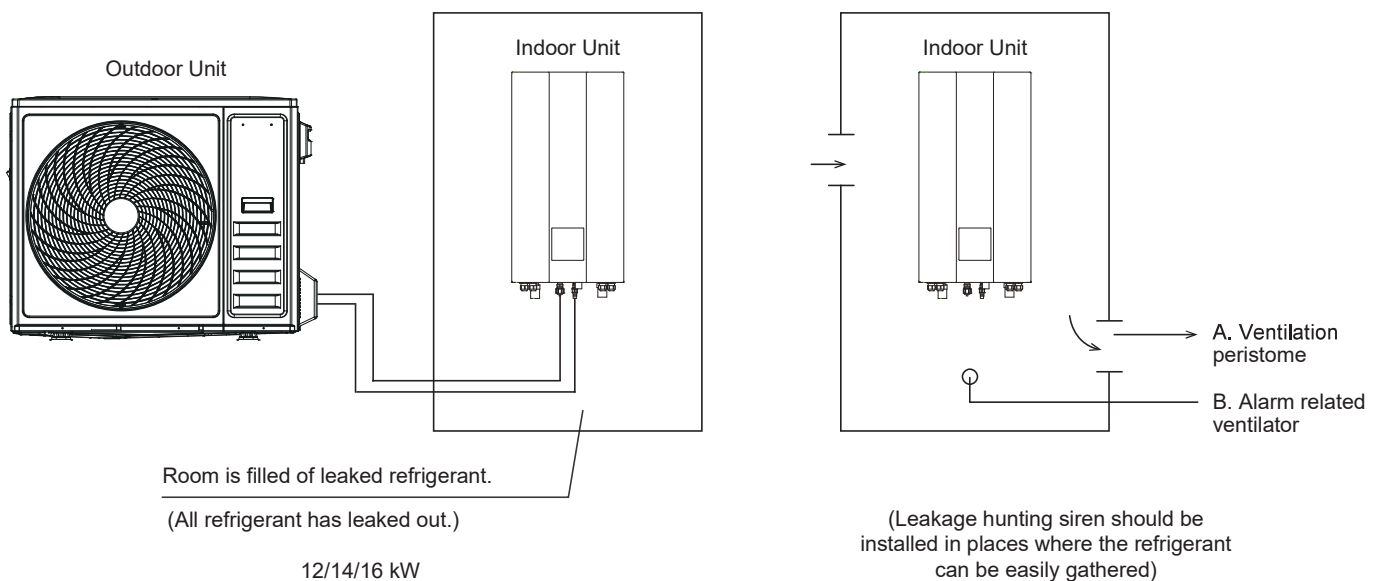 Outdoor Unit
Indoor Unit
Room is filled of leaked refrigerant.
(All refrigerant has leaked out.)
12/14/16 kW
Indoor Unit
A. Ventilation
peristome
B. Alarm related
ventilator
(Leakage hunting siren should be
installed in places where the refrigerant
can be easily gathered)